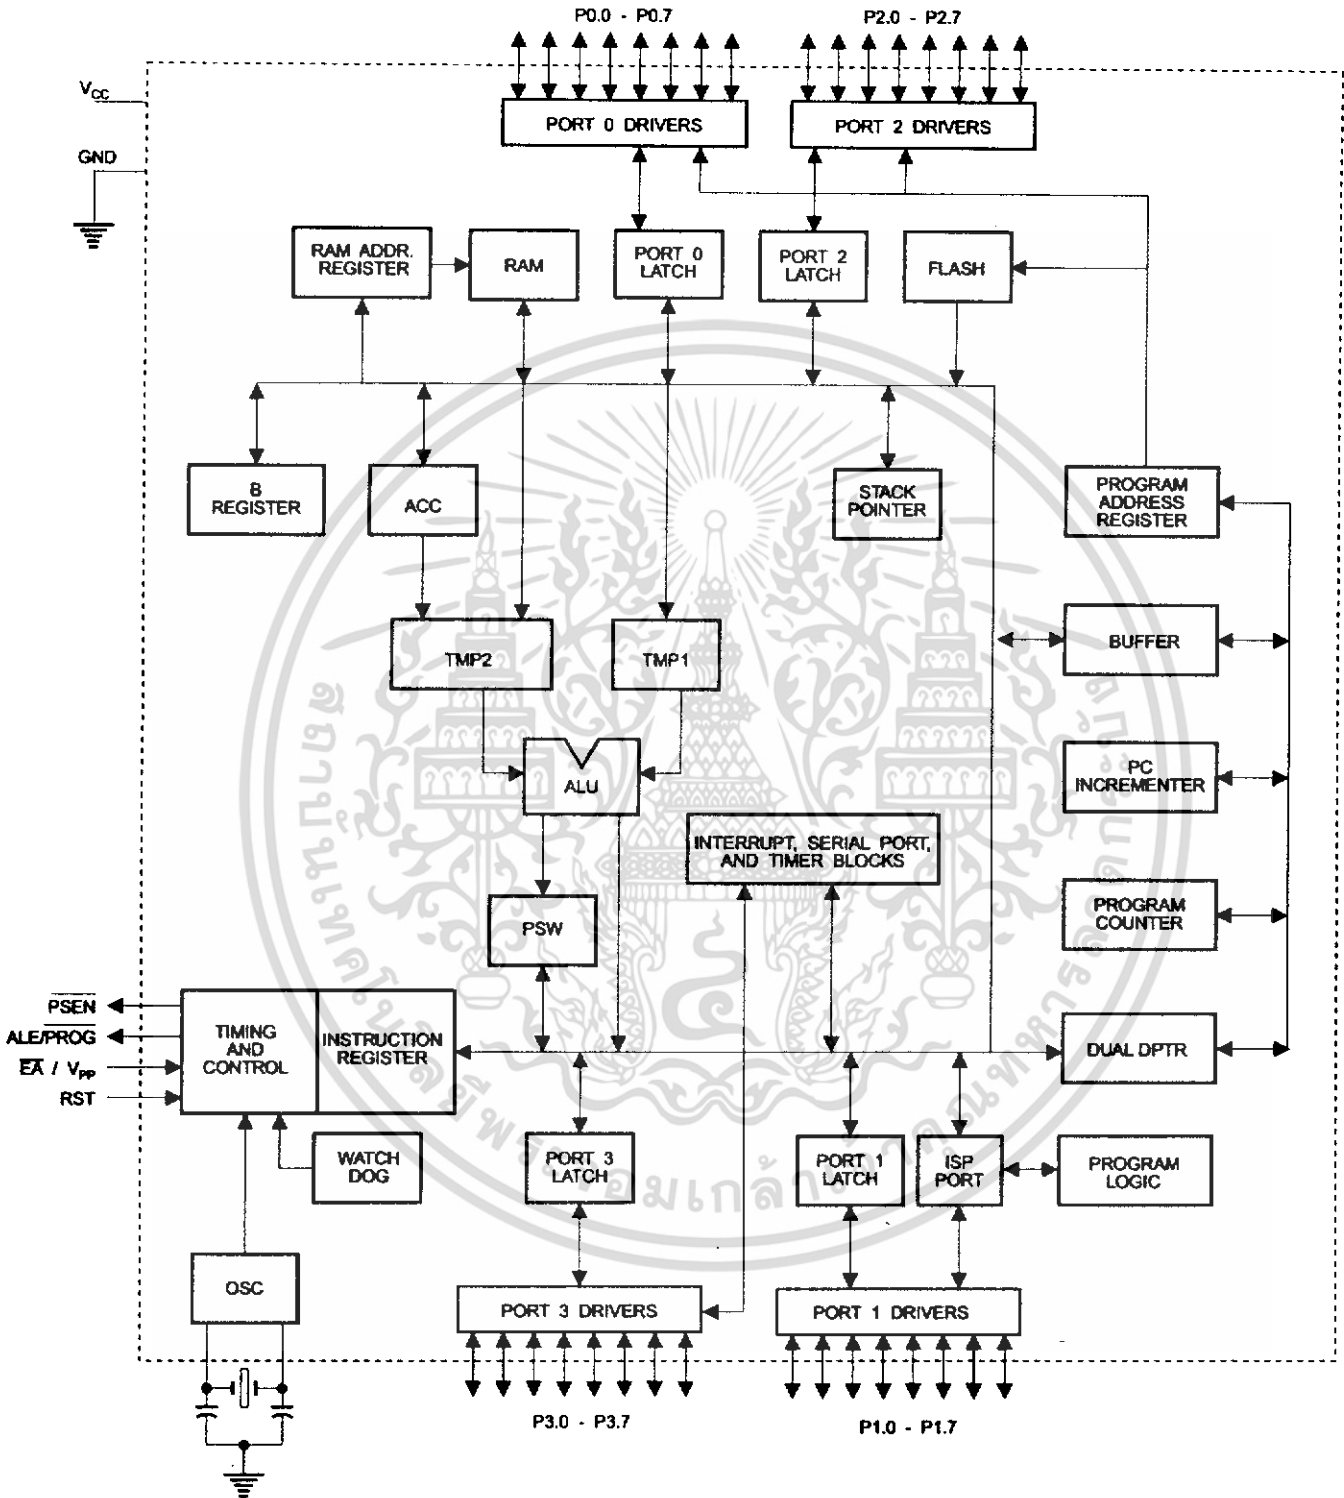 P0.0 - P0.7
P2.0 - P2.7
VCC
GND
PORT 0 DRIVERS
PORT 2 DRIVERS
RAM ADDR.
REGISTER
RAM
PORT 0
LATCH
PORT 2
LATCH
FLASH
B
REGISTER
ACC
STACK
POINTER
PROGRAM
ADDRESS
REGISTER
TMP2
TMP1
BUFFER
ALU
PC
INCREMENTER
INTERRUPT, SERIAL PORT,
AND TIMER BLOCKS
PSW
PROGRAM
COUNTER
PSEN
ALE/PROG
EA / VPP
RST
TIMING
AND
CONTROL
INSTRUCTION
REGISTER
DUAL DPTR
WATCH
DOG
PORT 3
LATCH
PORT 1
LATCH
ISP
PORT
PROGRAM
LOGIC
OSC
PORT 3 DRIVERS
PORT 1 DRIVERS
P3.0 - P3.7
P1.0 - P1.7